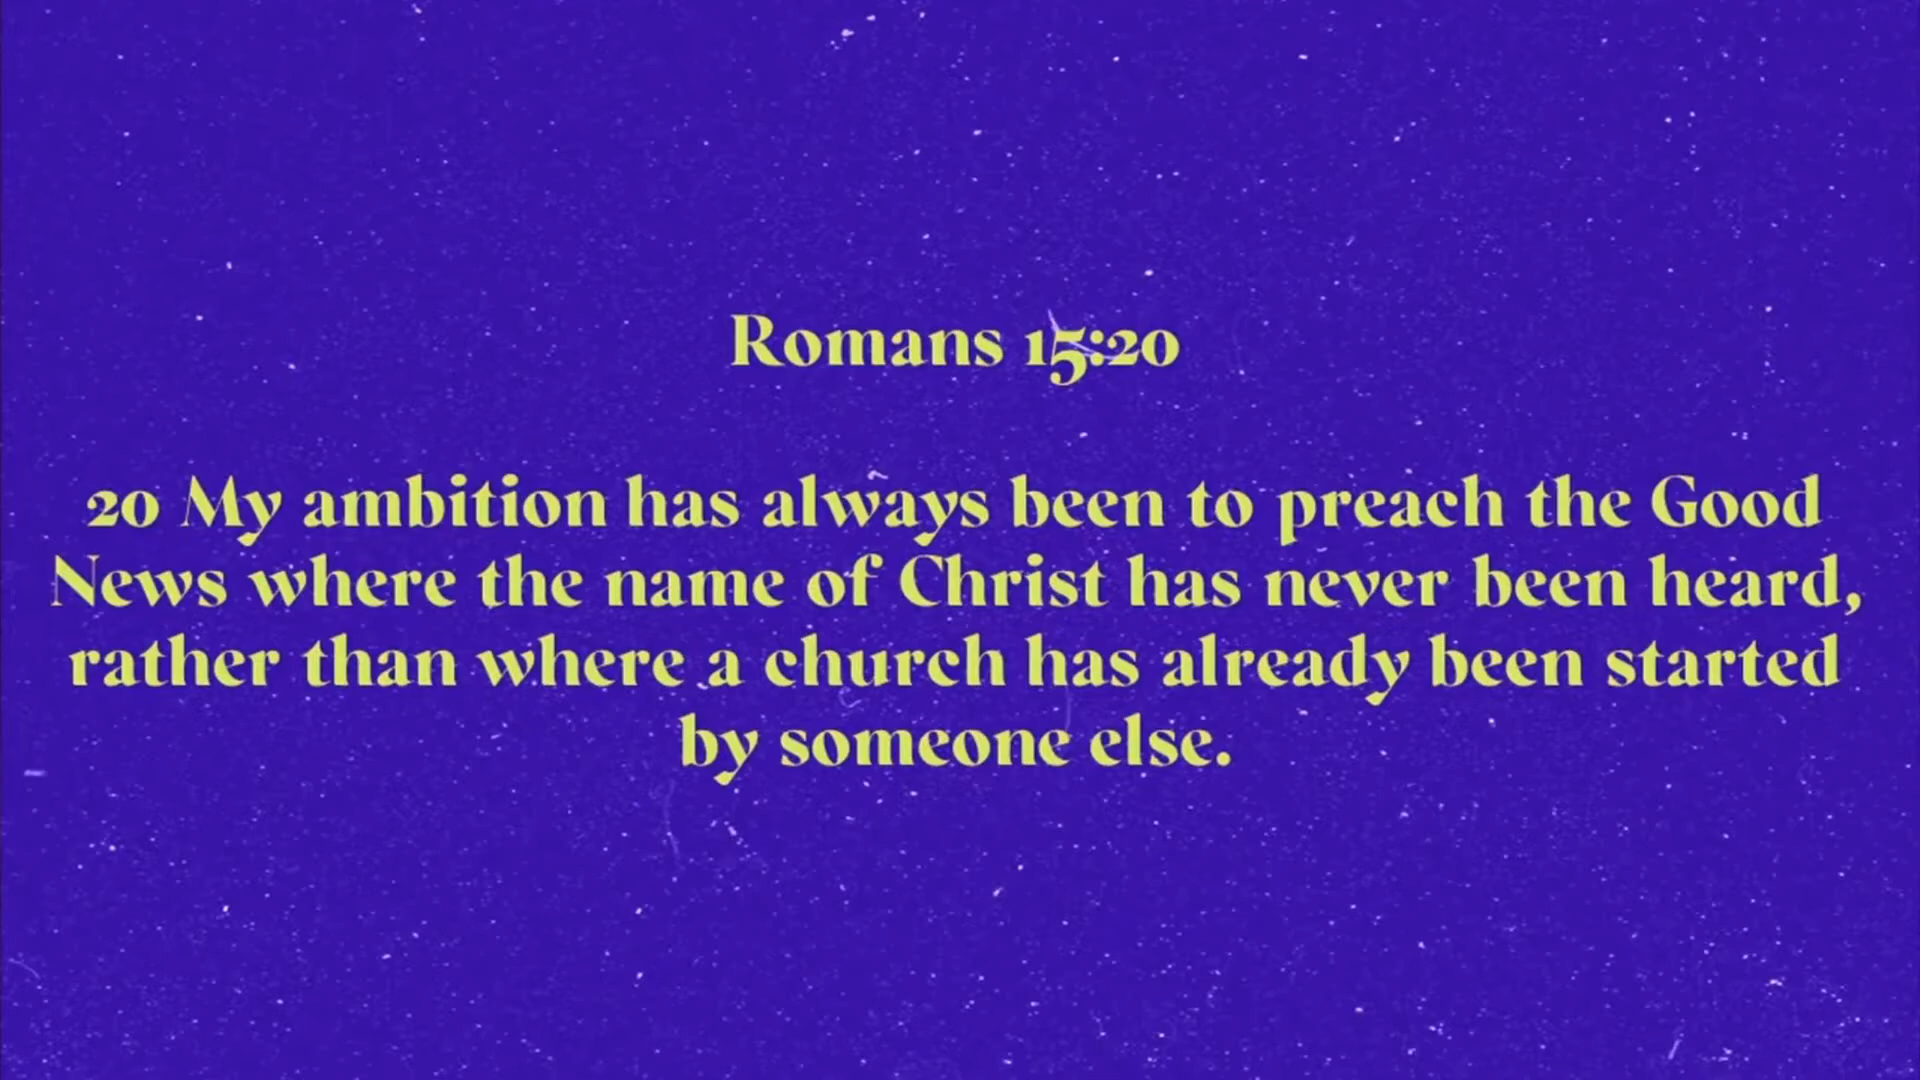 Romans 15:20
20 My ambition has always been to preach the Good
News where the name of Christ has never been heard,
rather than where a church has already been started
by someone else.